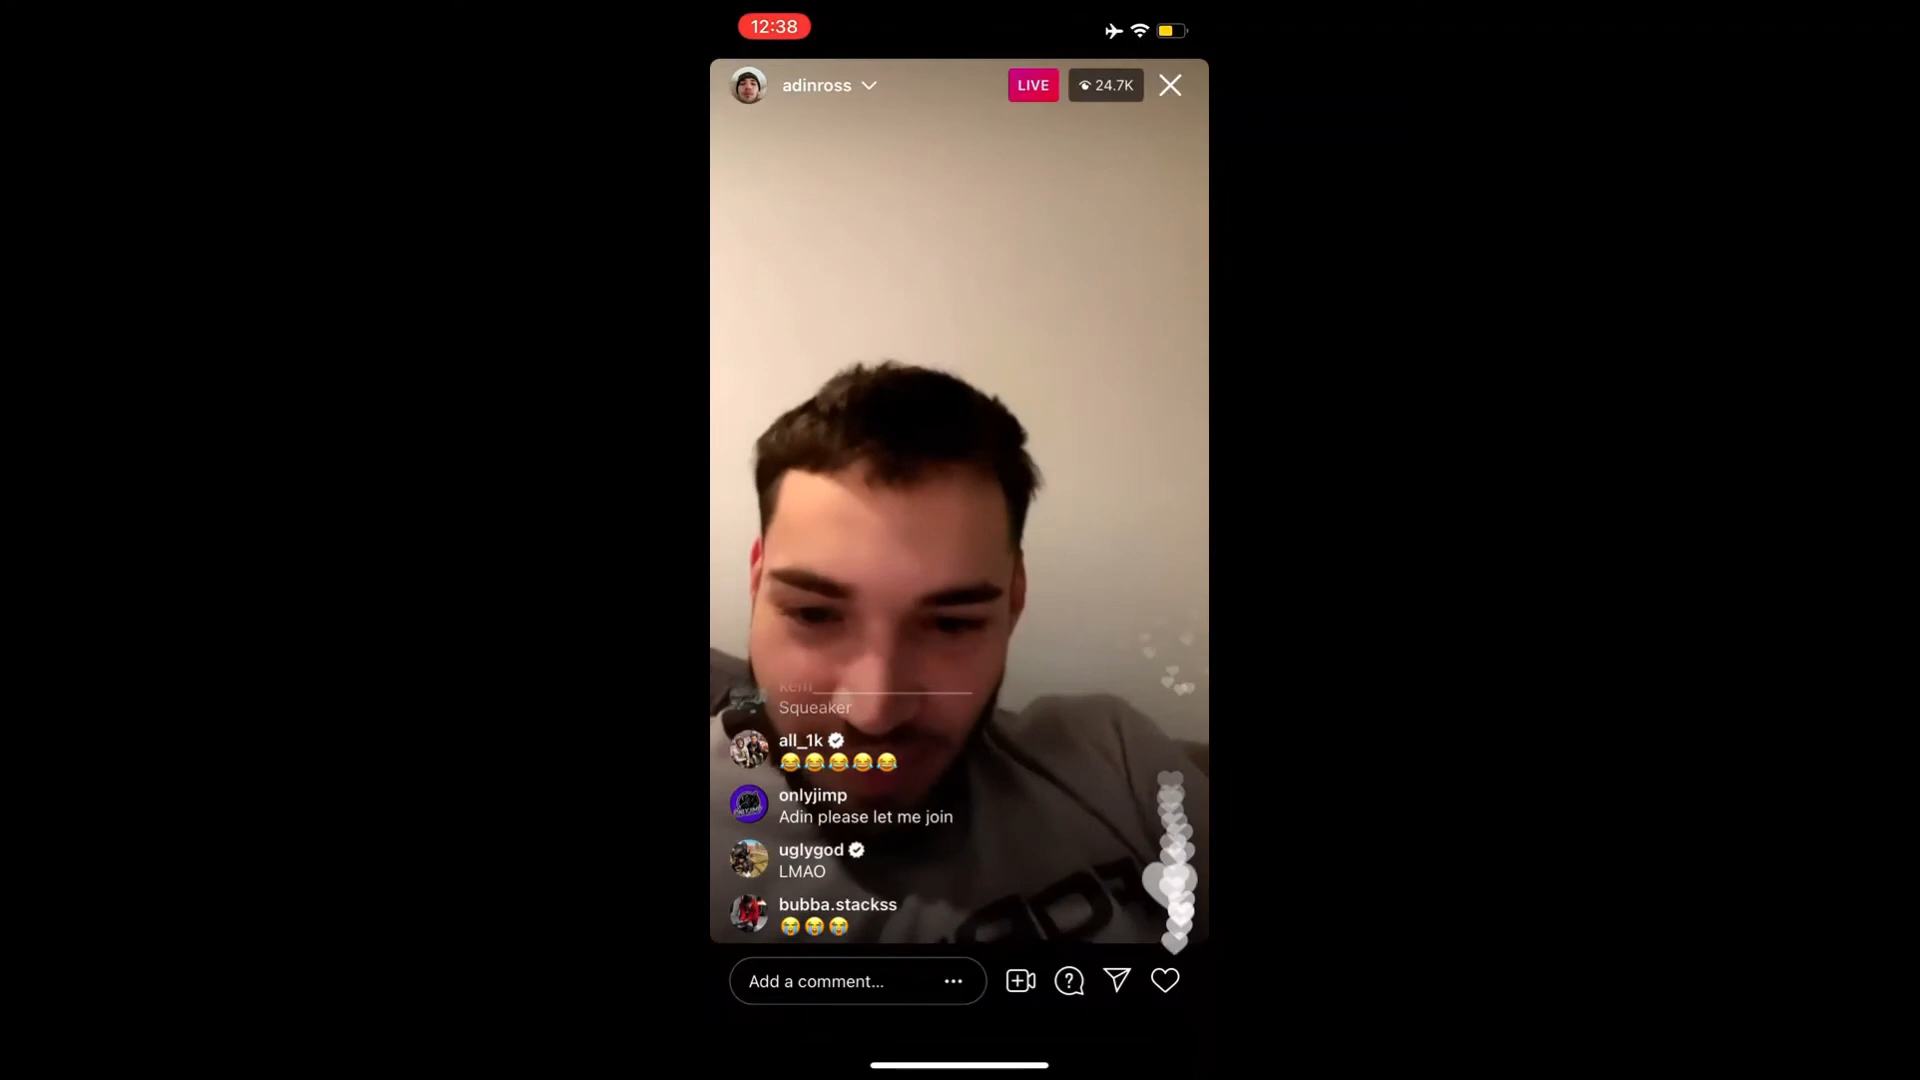 12:38
adinross
LIVE
24.7K
kem
Squeaker
all_1k
😂😂😂😂😂
onlyjimp
Adin please let me join
uglygod
LMAO
bubba.stackss
😭😭😭
Add a comment...